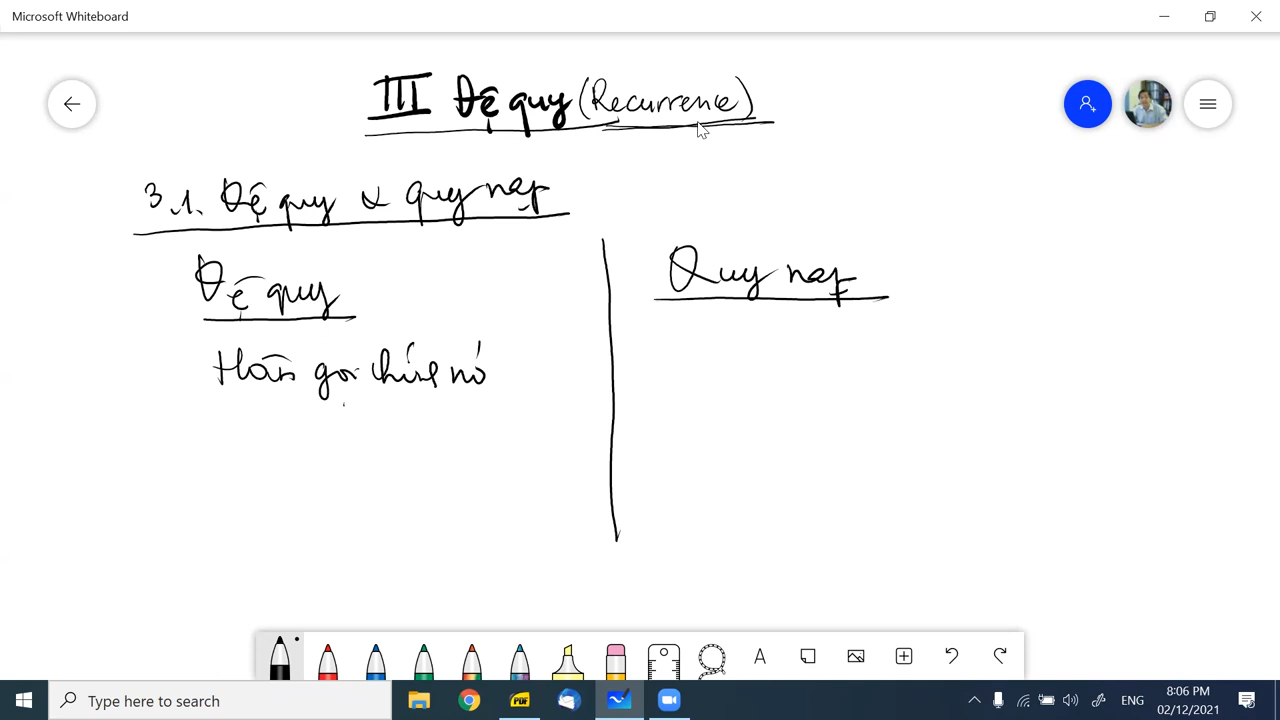 Microsoft Whiteboard
III Đệ quy (Recurrence)
3.1. Đệ quy & quy nạp
Đệ quy
Quy nạp
Hàm gọi chính nó
Type here to search
ENG
8:06 PM
02/12/2021